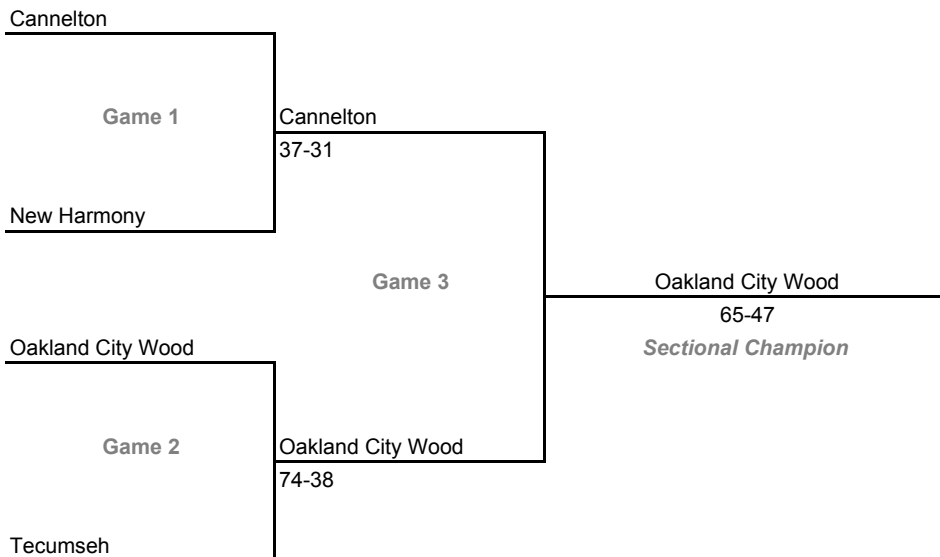 Cannelton
Game 1
Cannelton
37-31
New Harmony
Game 3
Oakland City Wood
65-47
Sectional Champion
Oakland City Wood
Game 2
Oakland City Wood
74-38
Tecumseh